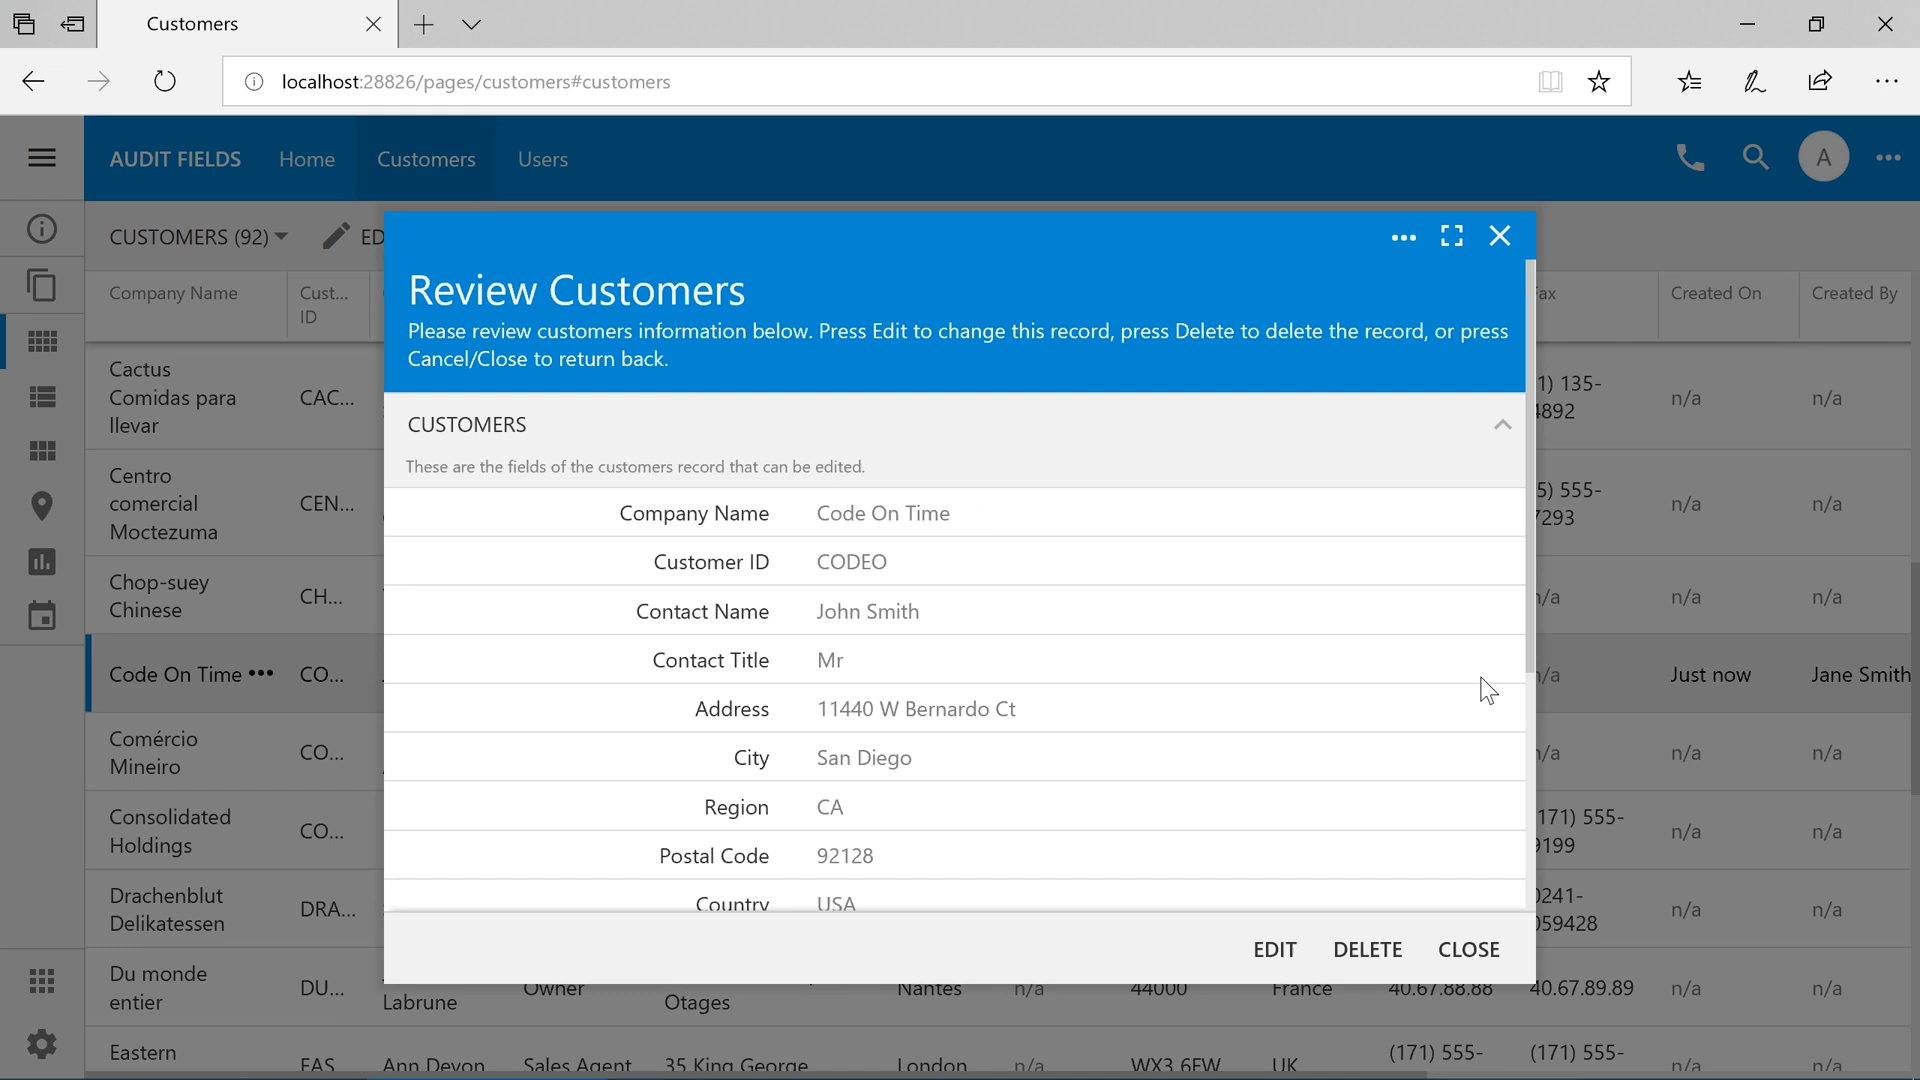 Customers
localhost:28826/pages/customers#customers
AUDIT FIELDS Home Customers Users
A
CUSTOMERS (92)
Review Customers
Please review customers information below. Press Edit to change this record, press Delete to delete the record, or press
Cancel/Close to return back.
CUSTOMERS
These are the fields of the customers record that can be edited.
Company Name Code On Time
Customer ID CODEO
Contact Name John Smith
Contact Title Mr
Address 11440 W Bernardo Ct
City San Diego
Region CA
Postal Code 92128
Country USA
EDIT DELETE CLOSE
Company Name Cust...
ID
Created On Created By
Cactus
Comidas para
llevar
CAC...
135-
n/a n/a
Centro
comercial
Moctezuma
CEN...
555-
n/a n/a
Chop-suey
Chinese
CH...
n/a n/a
Code On Time ••• CO...
Just now Jane Smith
Comércio
Mineiro
CO...
n/a n/a
Consolidated
Holdings
CO...
555-
n/a n/a
Drachenblut
Delikatessen
DRA...
n/a n/a
Du monde
entier
DU... Labrune Owner Otages Nantes n/a 44000 France 40.67.88.88 40.67.89.89 n/a n/a
Eastern
EAS Ann Devon Sales Agent 35 King George London n/a WX3 6FW UK (171) 555- (171) 555- n/a n/a